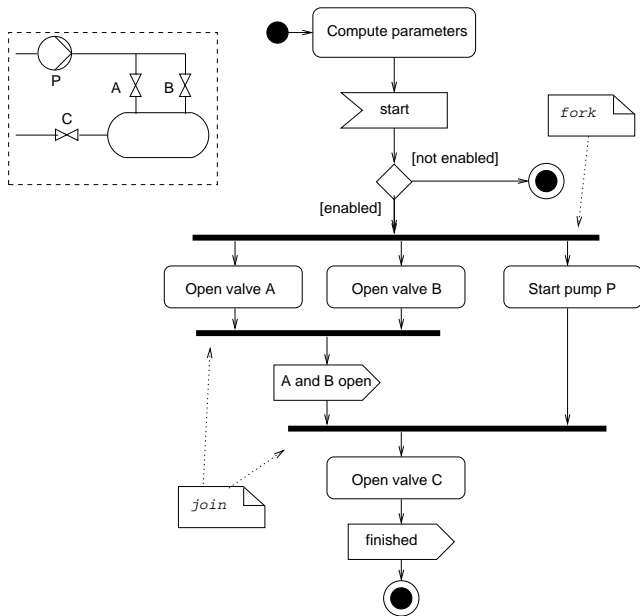 Compute parameters
P
A
B
C
start
fork
[not enabled]
[enabled]
Open valve A
Open valve B
Start pump P
A and B open
Open valve C
join
finished